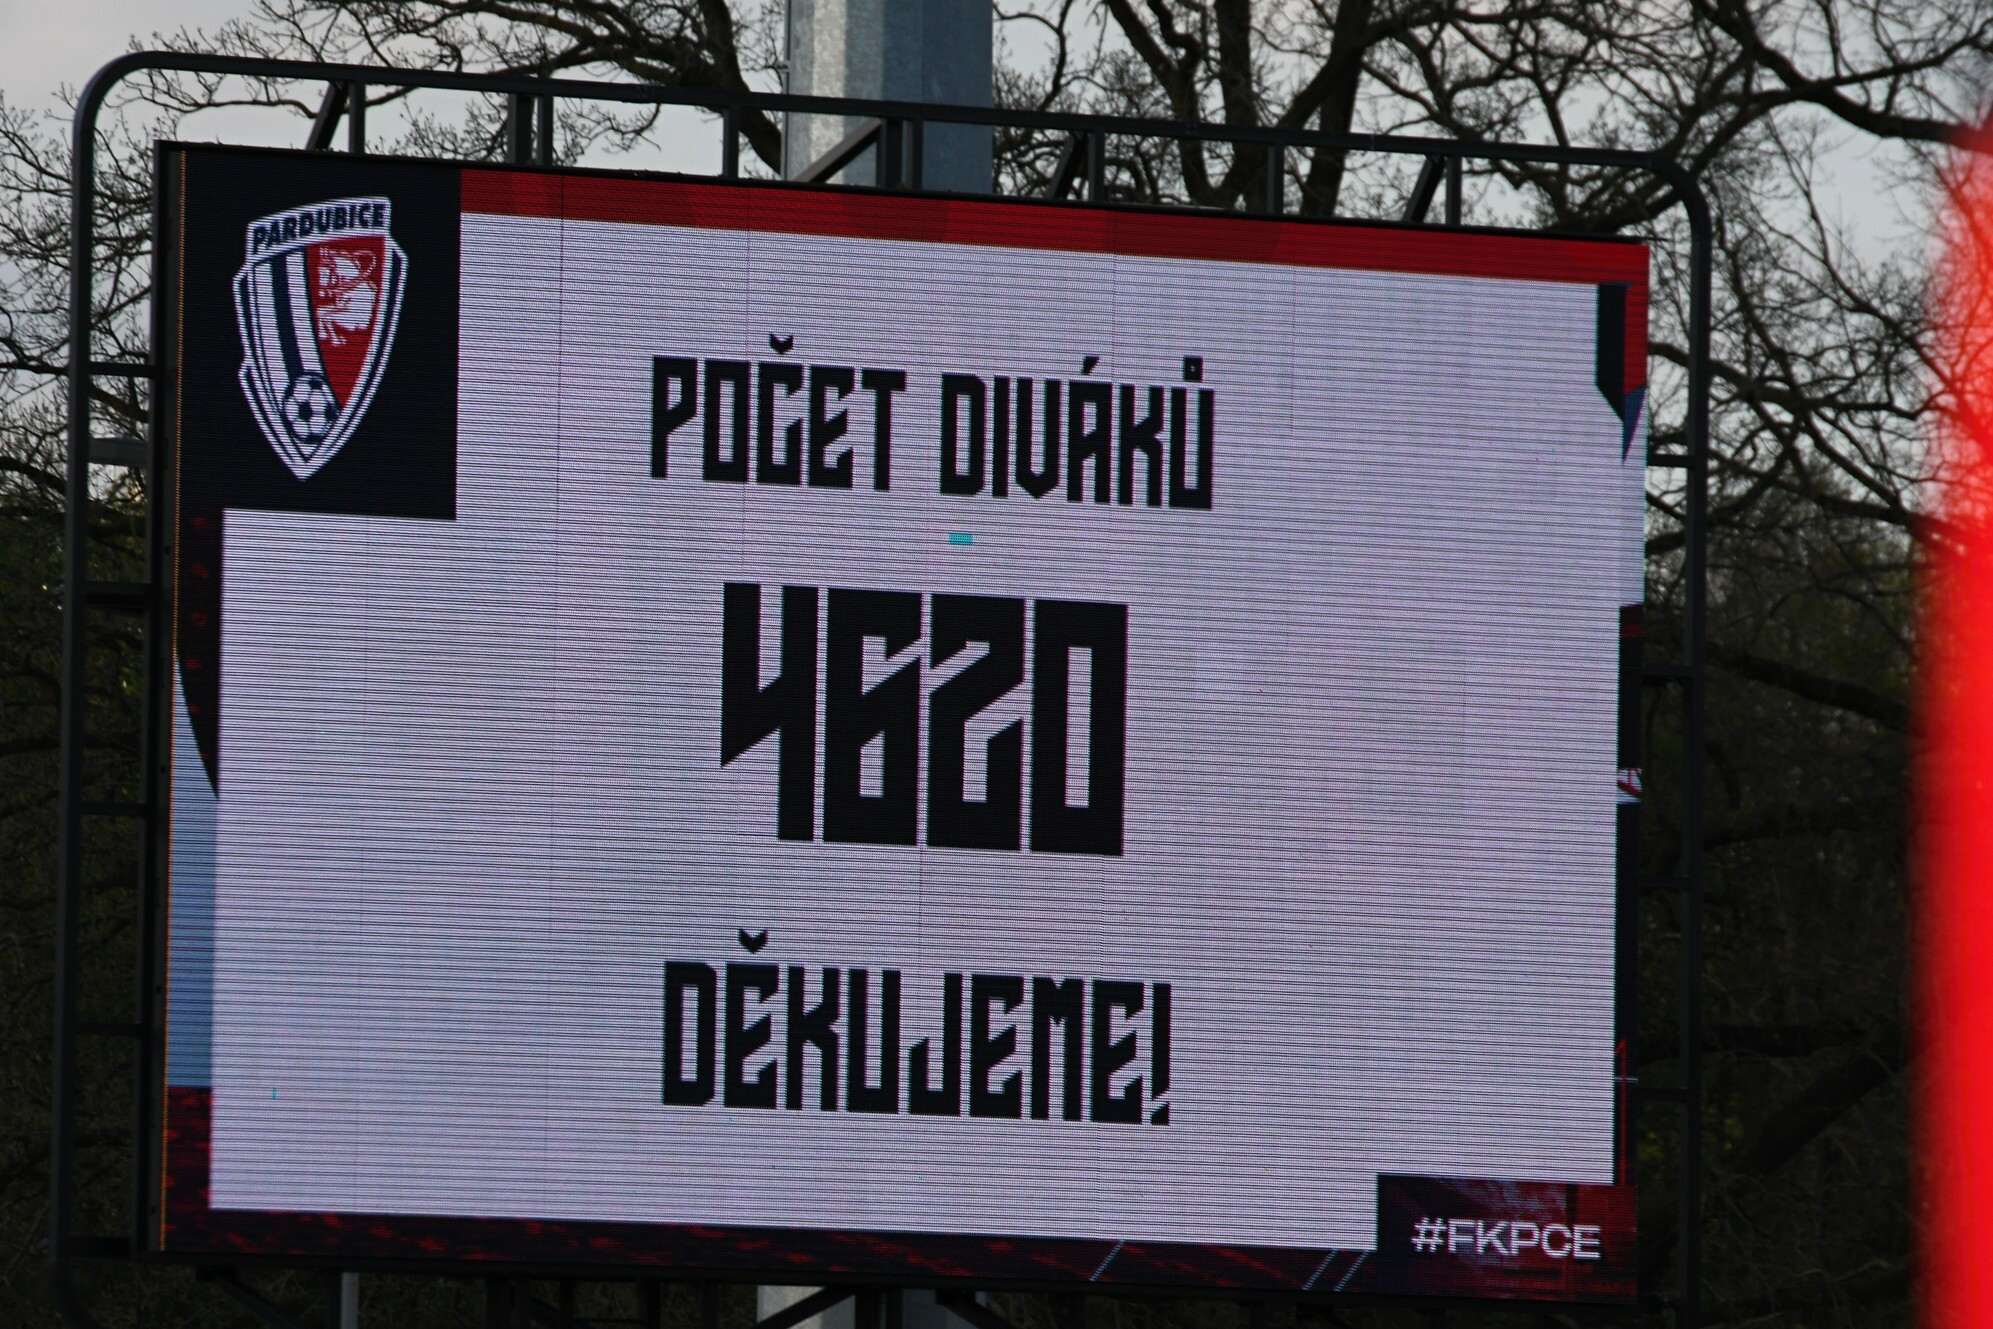 PARDUBICE
POČET DIVÁKŮ
4620
DĚKUJEME!
#FKPCE